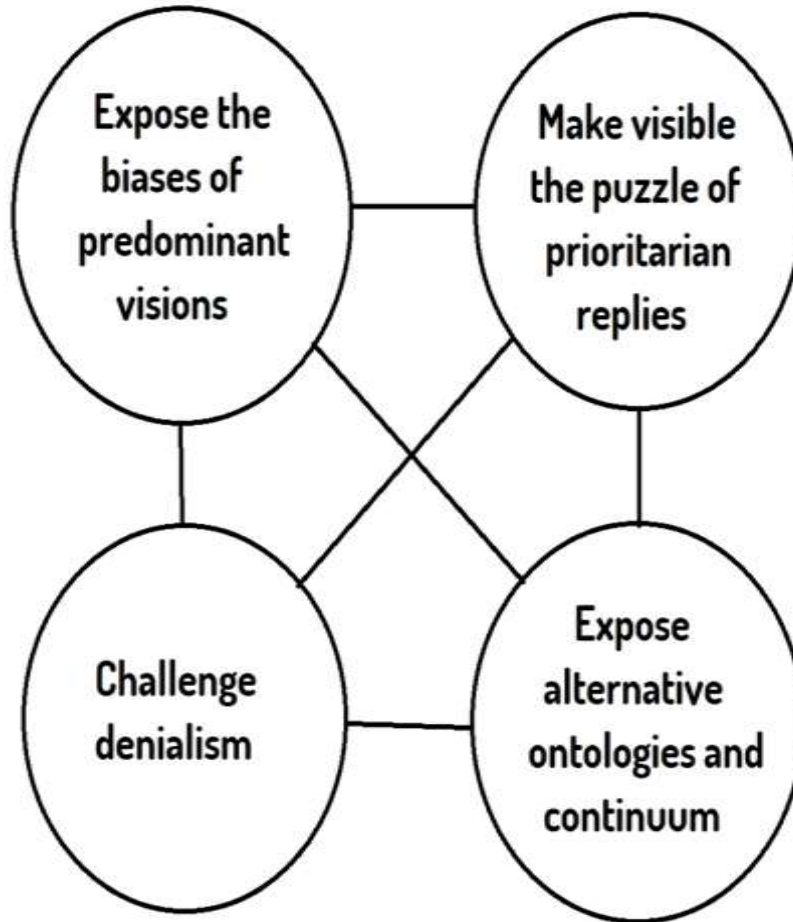 Expose the
biases of
predominant
visions
Make visible
the puzzle of
prioritarian
replies
Challenge
denialism
Expose
alternative
ontologies and
continuum